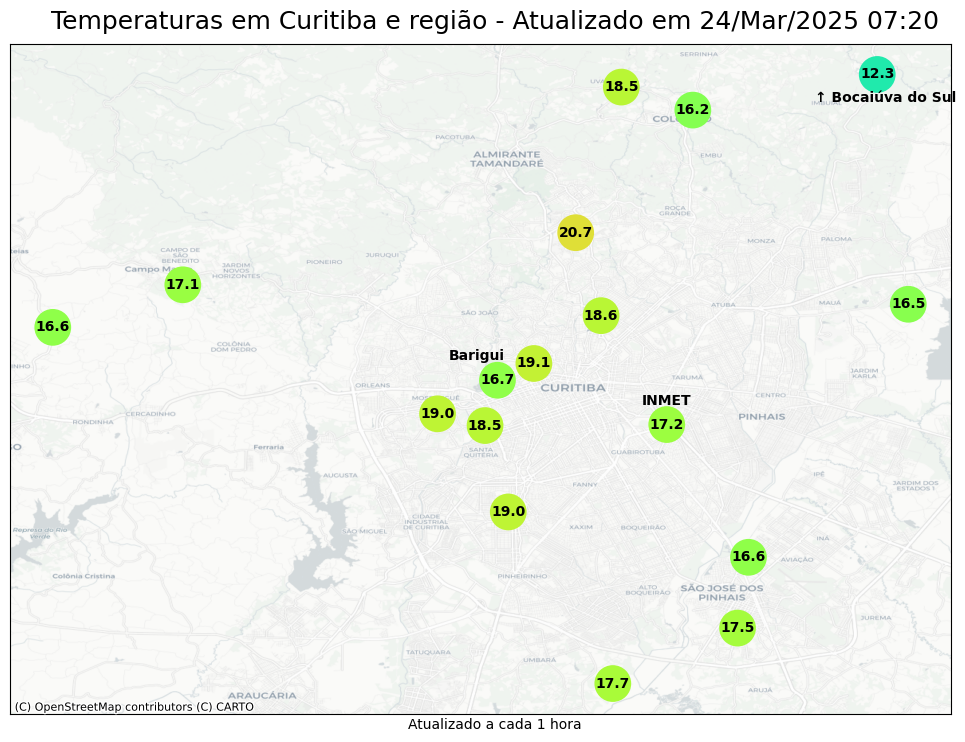 Temperaturas em Curitiba e região - Atualizado em 24/Mar/2025 07:20
SERRINHA
12.3
18.5
↑ Bocaiúva do Sul
16.2
PACOTUBA
ALMIRANTE
TAMANDARÉ
EMBU
ROÇA
GRANDE
20.7
MONZA
PALOMA
CAMPO DE
SÃO
BENEDITO
JURUQUI
PIONEIRO
JARDIM
NOVOS
HORIZONTES
17.1
16.6
SÃO JOÃO
18.6
ATUBA
MAUÁ
16.5
COLÔNIA
DOM PEDRO
Barigui
19.1
16.7
CURITIBA
ORLEANS
TARUMÃ
JARDIM
KARLA
CENTRO
INMET
17.2
PINHAIS
19.0
18.5
CERCADINHO
RONDINHA
Ferraria
SANTA
QUITÉRIA
GUABIROTUBA
AUGUSTA
FANNY
IPÊ
JARDIM DOS
ESTADOS I
19.0
CIDADE
INDUSTRIAL
DE CURITIBA
SÃO MIGUEL
XAXIM
BOQUEIRÃO
Represa do Rio
Verde
INÁ
16.6
AVIAÇÃO
Colônia Cristina
PINHEIRINHO
ALTO
BOQUEIRÃO
SÃO JOSÉ DOS
PINHAIS
17.5
JUREMA
TATUQUARA
UMBARÁ
17.7
ARUJÁ
ARAUCÁRIA
(C) OpenStreetMap contributors (C) CARTO
Atualizado a cada 1 hora